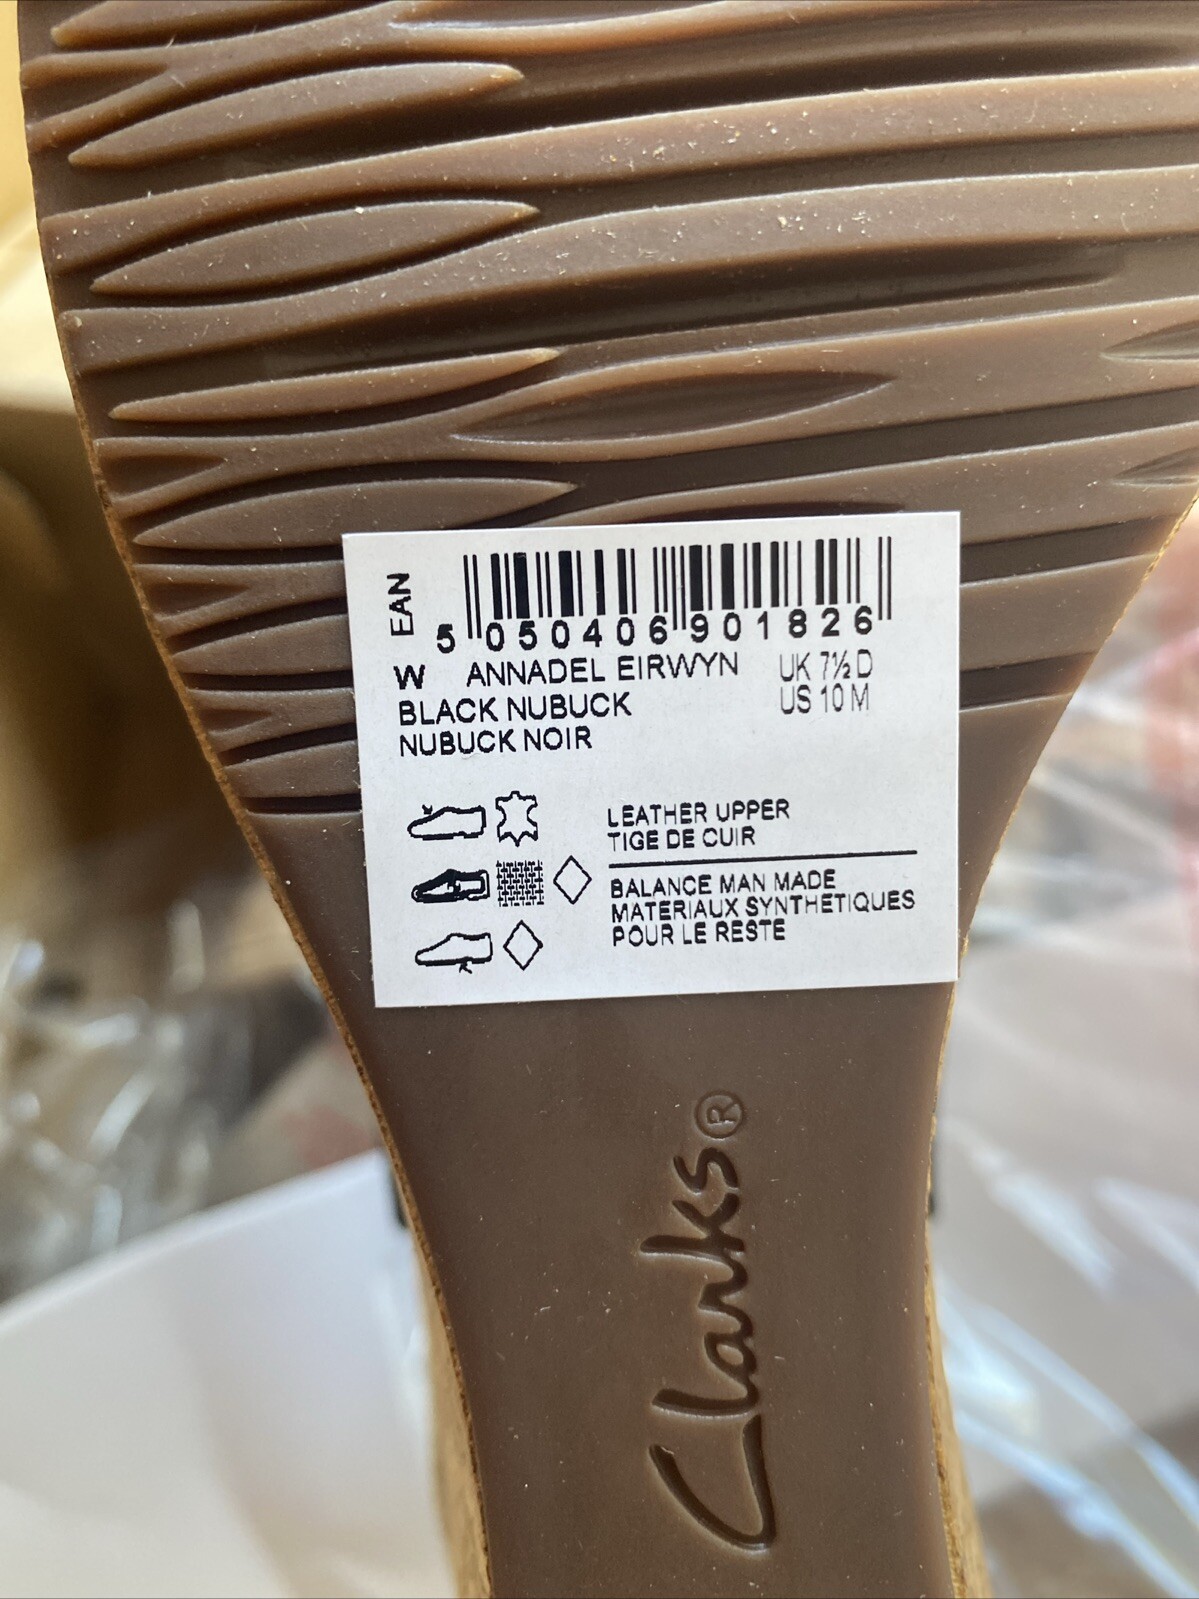 EAN
5 050406 901826
W ANNADEL EIRWYN UK 7½ D
BLACK NUBUCK US 10 M
NUBUCK NOIR
LEATHER UPPER
TIGE DE CUIR
BALANCE MAN MADE
MATERIAUX SYNTHETIQUES
POUR LE RESTE
Clarks®